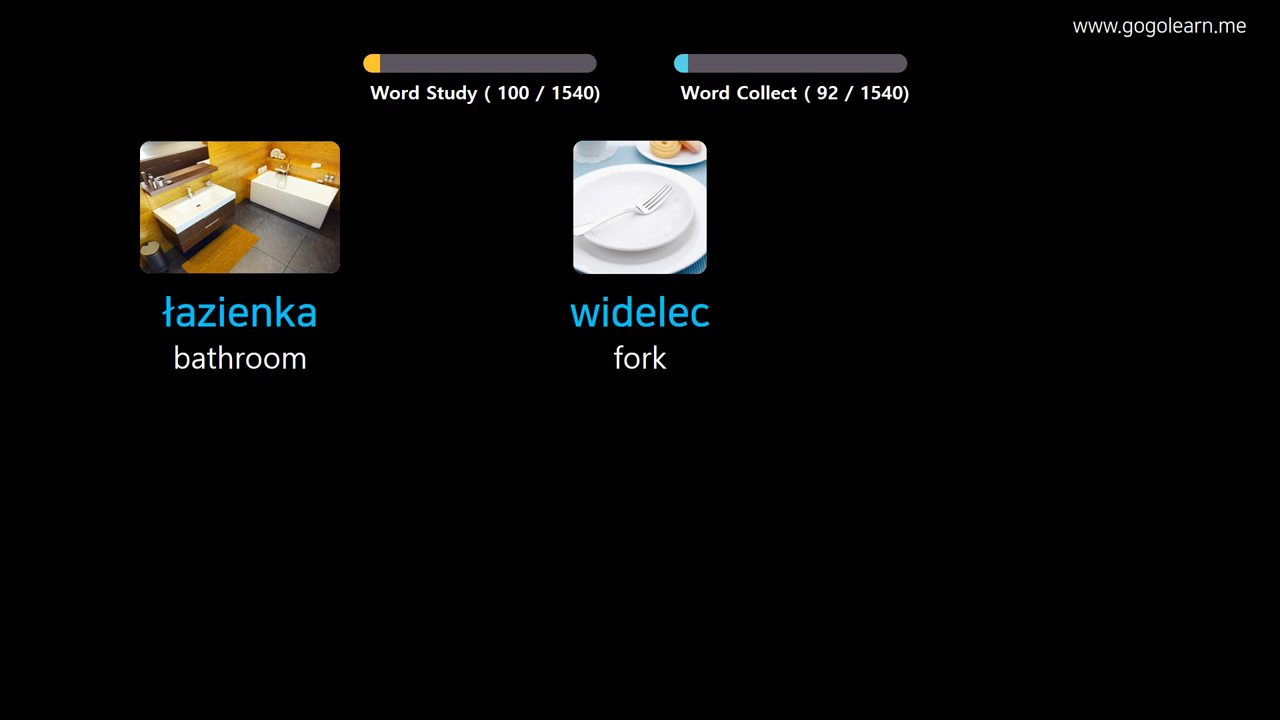 www.gogolearn.me
Word Study ( 100 / 1540)
Word Collect ( 92 / 1540)
łazienka
bathroom
widelec
fork